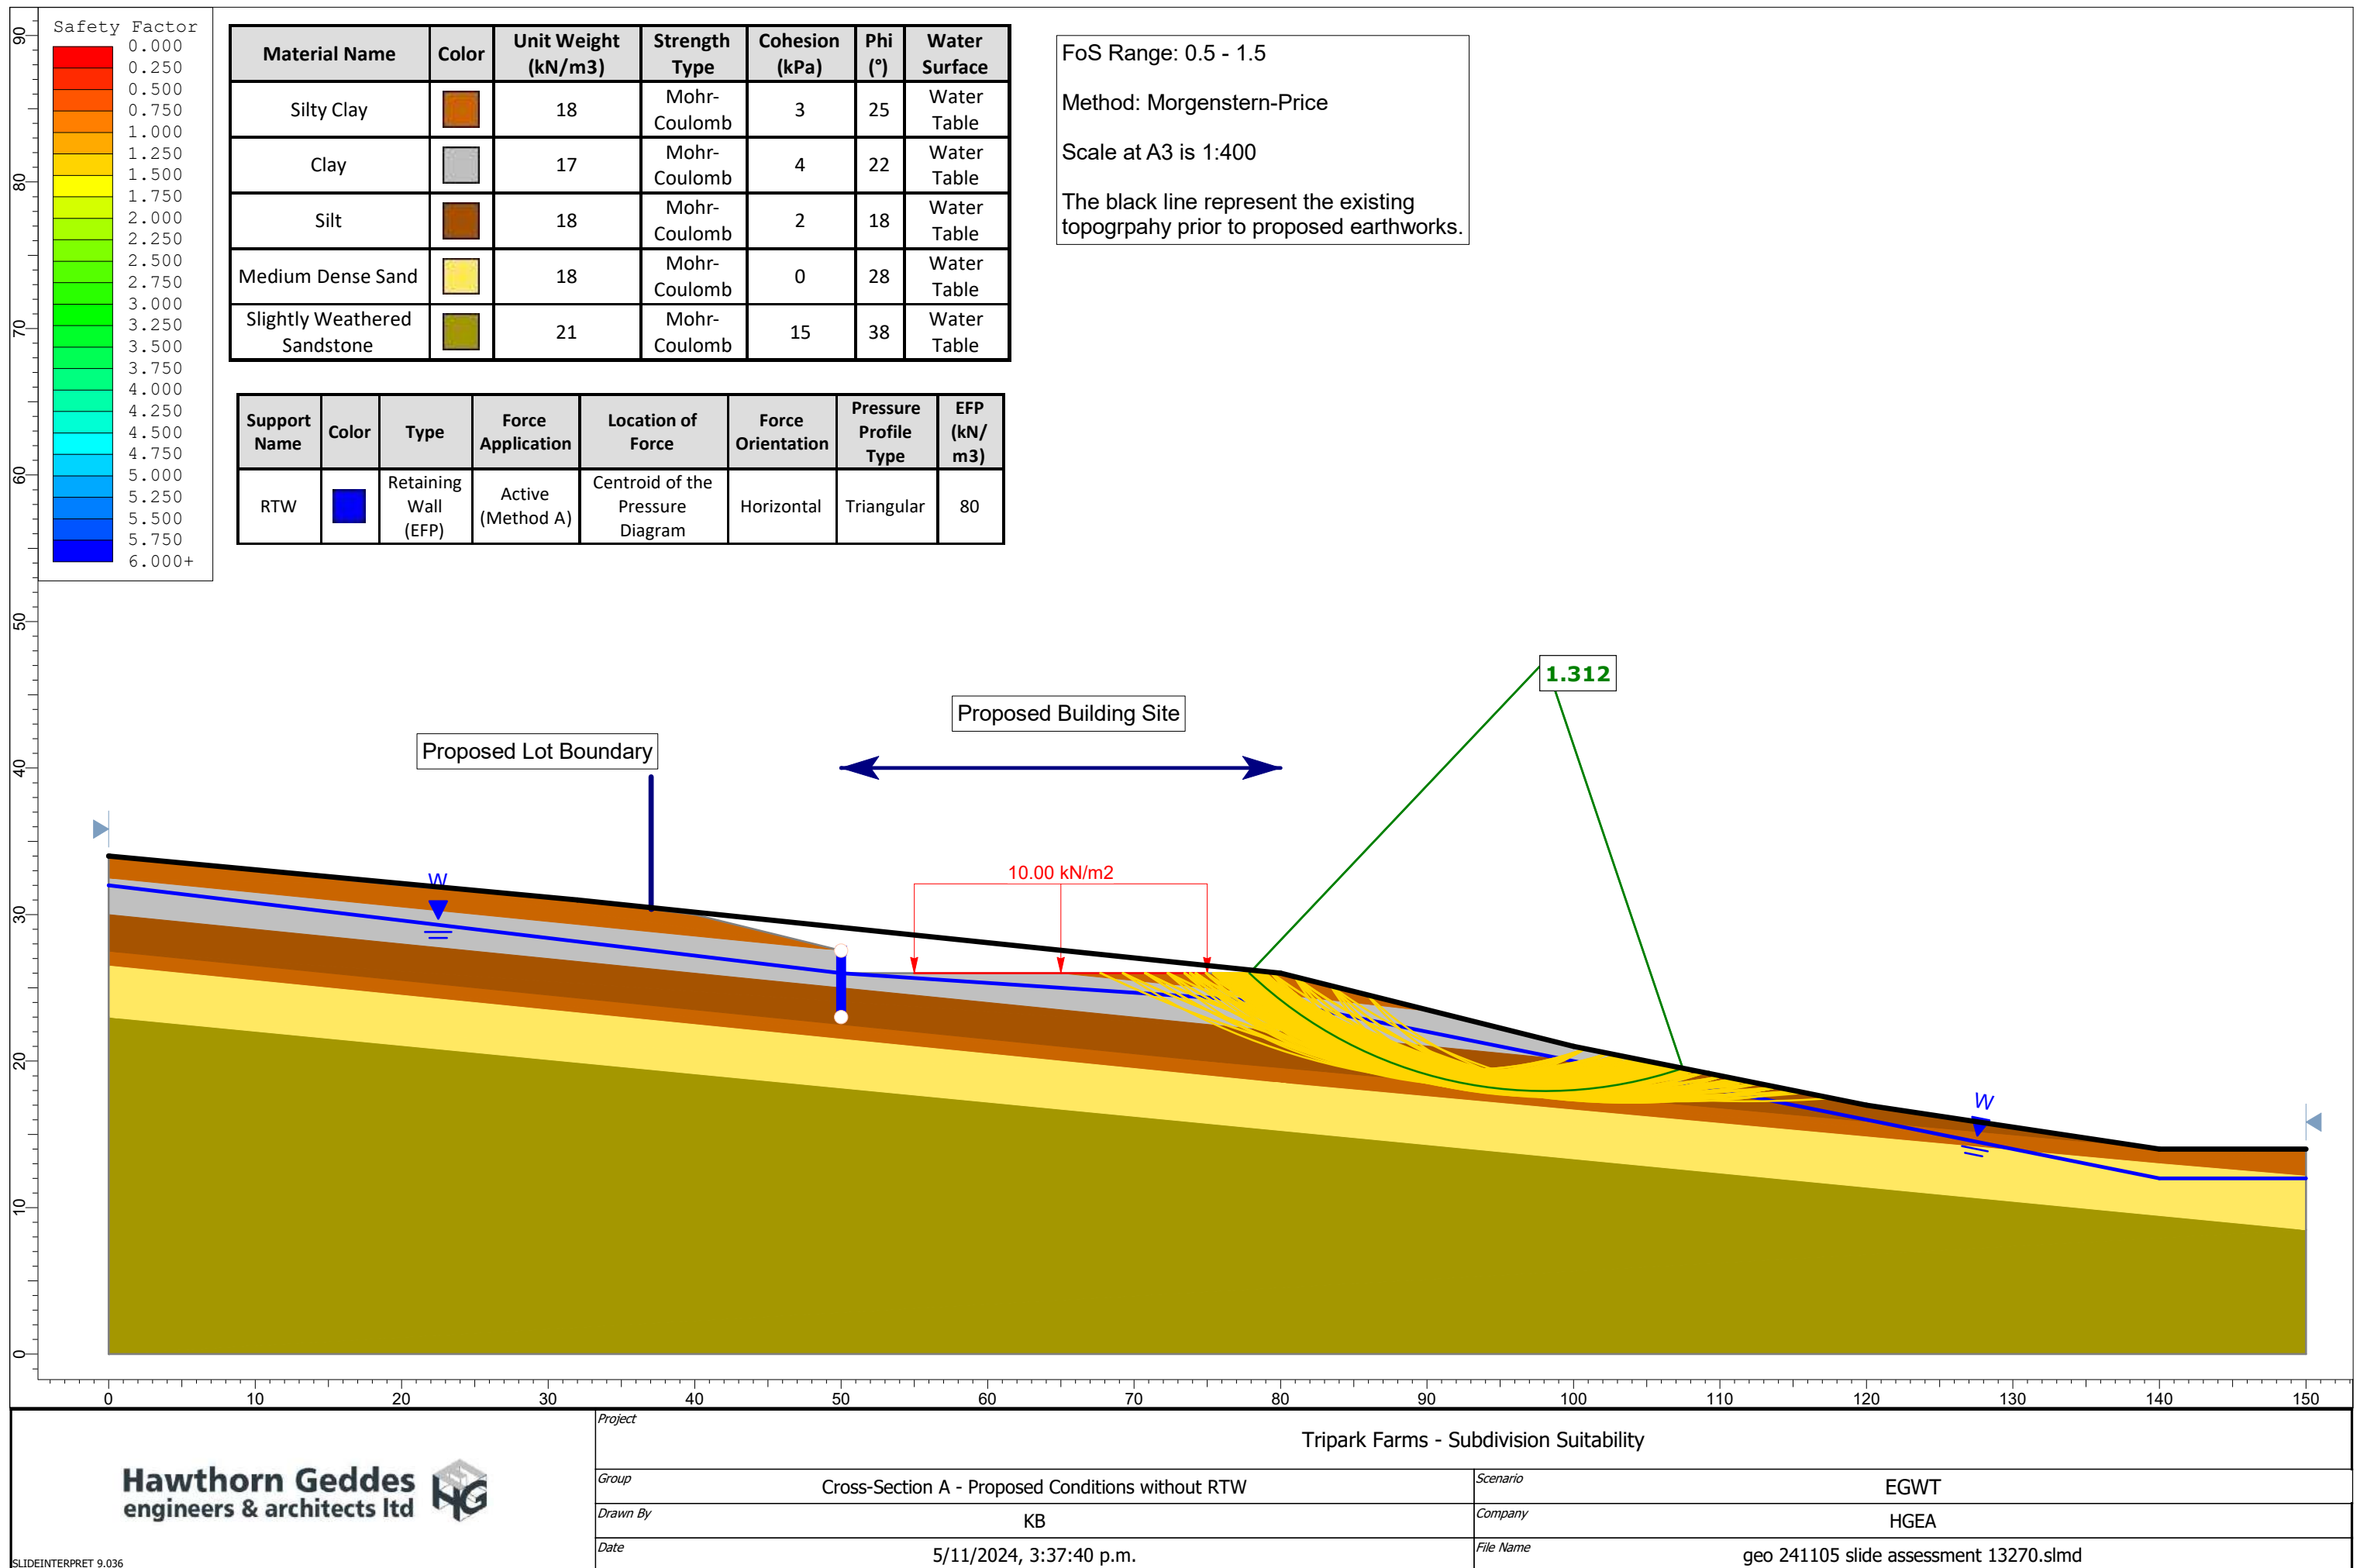 Safety Factor
0.000
0.250
0.500
0.750
1.000
1.250
1.500
1.750
2.000
2.250
2.500
2.750
3.000
3.250
3.500
3.750
4.000
4.250
4.500
4.750
5.000
5.250
5.500
5.750
6.000+
Material Name Color Unit Weight (kN/m3) Strength Type Cohesion (kPa) Phi (°) Water Surface
Silty Clay 18 Mohr-Coulomb 3 25 Water Table
Clay 17 Mohr-Coulomb 4 22 Water Table
Silt 18 Mohr-Coulomb 2 18 Water Table
Medium Dense Sand 18 Mohr-Coulomb 0 28 Water Table
Slightly Weathered Sandstone 21 Mohr-Coulomb 15 38 Water Table
Support Name Color Type Force Application Location of Force Force Orientation Pressure Profile Type EFP (kN/m3)
RTW Retaining Wall (EFP) Active (Method A) Centroid of the Pressure Diagram Horizontal Triangular 80
FoS Range: 0.5 - 1.5
Method: Morgenstern-Price
Scale at A3 is 1:400
The black line represent the existing
topogrpahy prior to proposed earthworks.
1.312
Proposed Building Site
Proposed Lot Boundary
10.00 kN/m2
W
W
90
80
70
60
50
40
30
20
10
0
0 10 20 30 40 50 60 70 80 90 100 110 120 130 140 150
Hawthorn Geddes
engineers & architects ltd
HG
SLIDEINTERPRET 9.036
Project
Tripark Farms - Subdivision Suitability
Group
Cross-Section A - Proposed Conditions without RTW
Scenario
EGWT
Drawn By
KB
Company
HGEA
Date
5/11/2024, 3:37:40 p.m.
File Name
geo 241105 slide assessment 13270.slmd